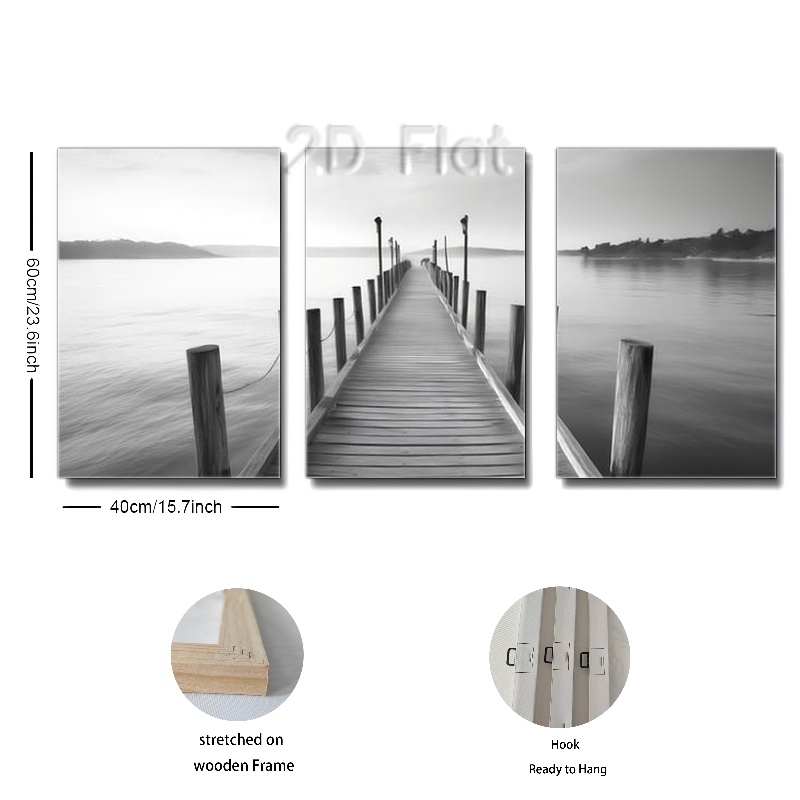 2D Flat
60cm/23.6inch
40cm/15.7inch
stretched on
wooden Frame
Hook
Ready to Hang